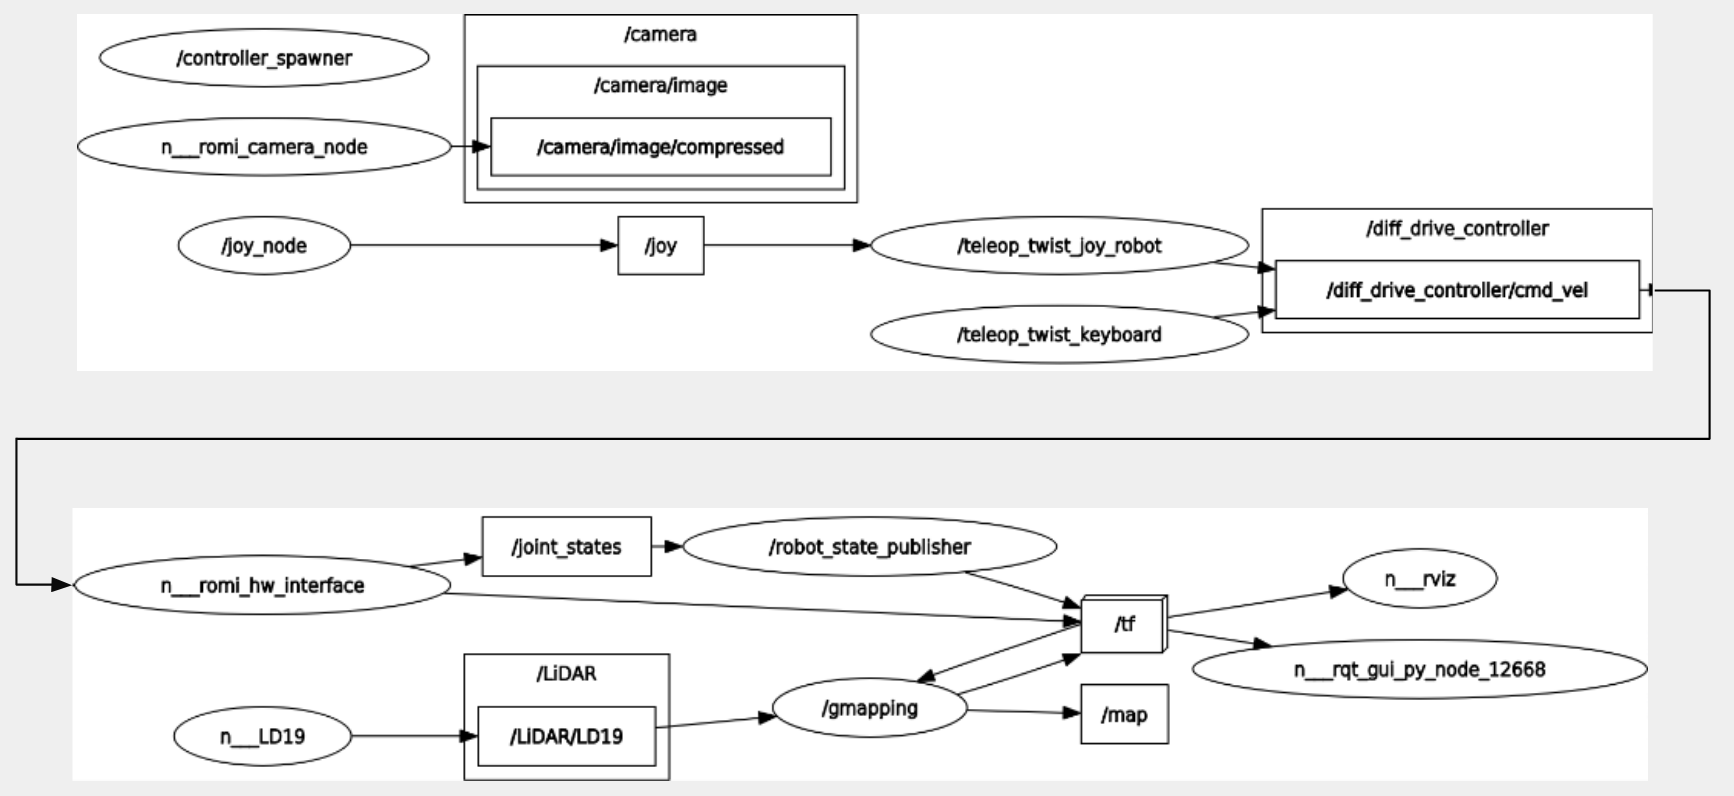 /controller_spawner
/camera
/camera/image
n__romi_camera_node
/camera/image/compressed
/joy_node
/joy
/teleop_twist_joy_robot
/diff_drive_controller
/diff_drive_controller/cmd_vel
/teleop_twist_keyboard
/joint_states
/robot_state_publisher
n__romi_hw_interface
n__rviz
/tf
/LiDAR
n__rqt_gui_py_node_12668
/gmapping
/map
n__LD19
/LiDAR/LD19